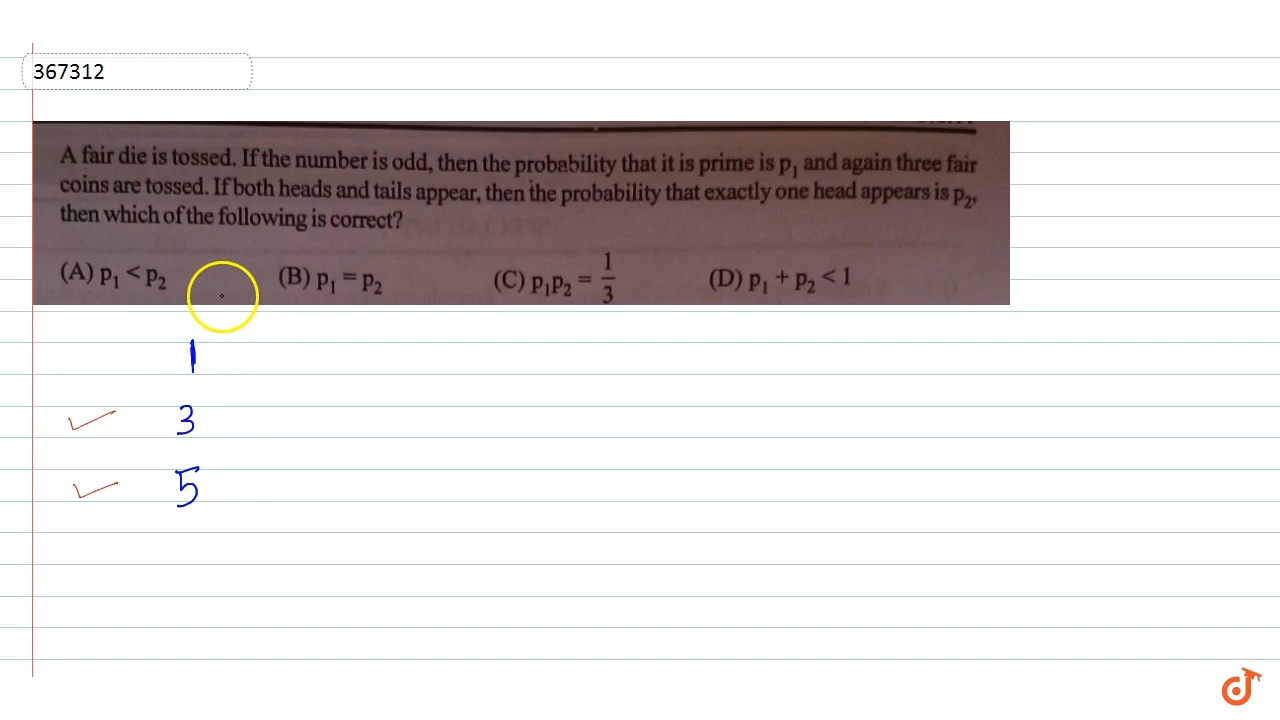 367312
A fair die is tossed. If the number is odd, then the probability that it is prime is p₁ and again three fair
coins are tossed. If both heads and tails appear, then the probability that exactly one head appears is p₂,
then which of the following is correct?
(A) p₁ < p₂ (B) p₁ = p₂ (C) p₁p₂ = 1/3 (D) p₁ + p₂ < 1
1
3
5